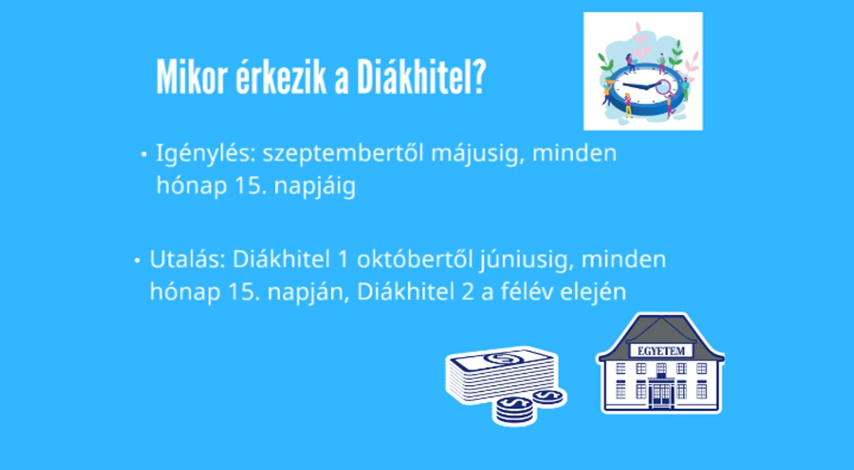 Mikor érkezik a Diákhitel?
• Igénylés: szeptembertől májusig, minden
hónap 15. napjáig
• Utalás: Diákhitel 1 októbertől júniusig, minden
hónap 15. napján, Diákhitel 2 a félév elején
EGYETEM